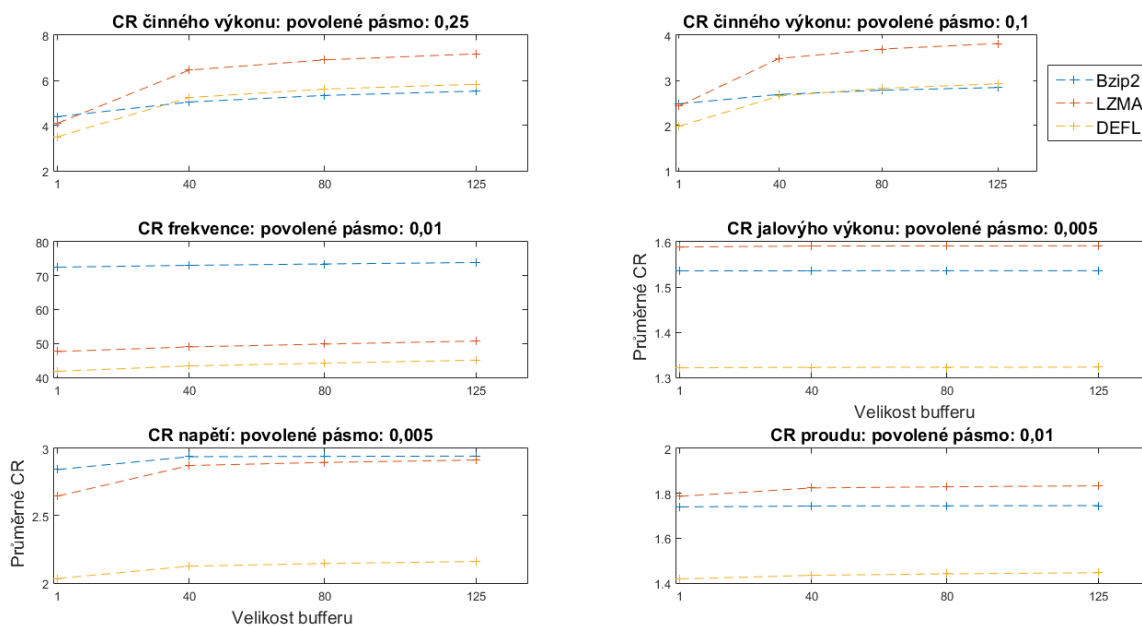 CR činného výkonu: povolené pásmo: 0,25
8
6
4
2
1 40 80 125
CR činného výkonu: povolené pásmo: 0,1
4
3
2
1
1 40 80 125
Bzip2
LZMA
DEFL
CR frekvence: povolené pásmo: 0,01
80
70
60
50
40
1 40 80 125
CR jalovýho výkonu: povolené pásmo: 0,005
Průměrné CR
1.6
1.5
1.4
1.3
1 40 80 125
Velikost bufferu
CR napětí: povolené pásmo: 0,005
Průměrné CR
3
2.5
2
1 40 80 125
Velikost bufferu
CR proudu: povolené pásmo: 0,01
2
1.8
1.6
1.4
1 40 80 125